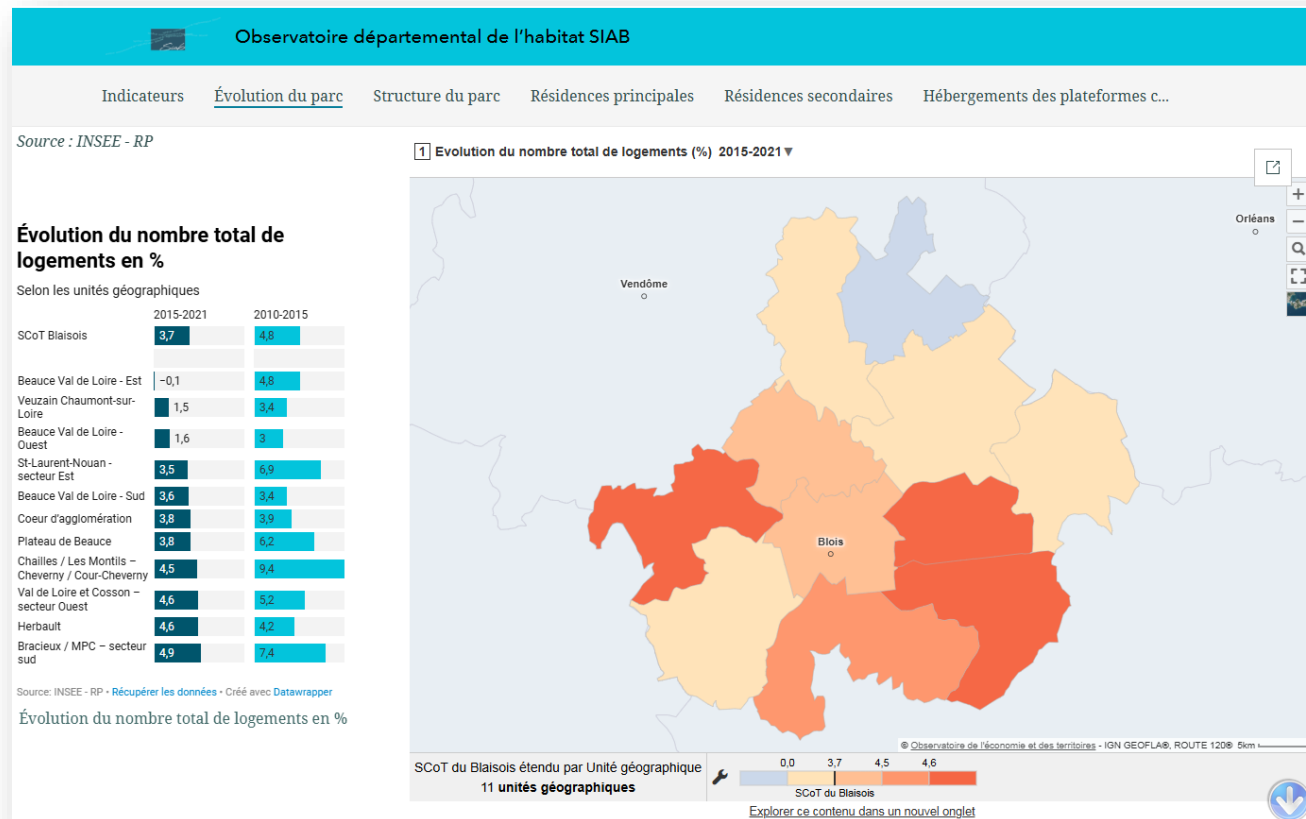 Observatoire départemental de l'habitat SIAB
Indicateurs Évolution du parc Structure du parc Résidences principales Résidences secondaires Hébergements des plateformes c...
Source : INSEE - RP
Évolution du nombre total de
logements en %
Selon les unités géographiques
2015-2021 2010-2015
SCoT Blaisois 3,7 4,8
Beauce Val de Loire - Est −0,1 4,8
Veuzain Chaumont-sur-
Loire 1,5 3,4
Beauce Val de Loire -
Ouest 1,6 3
St-Laurent-Nouan -
secteur Est 3,5 6,9
Beauce Val de Loire - Sud 3,6 3,4
Coeur d'agglomération 3,8 3,9
Plateau de Beauce 3,8 6,2
Chailles / Les Montils –
Cheverny / Cour-Cheverny 4,5 9,4
Val de Loire et Cosson –
secteur Ouest 4,6 5,2
Herbault 4,6 4,2
Bracieux / MPC – secteur
sud 4,9 7,4
Source: INSEE - RP • Récupérer les données • Créé avec Datawrapper
Évolution du nombre total de logements en %
1 Evolution du nombre total de logements (%) 2015-2021 ▼
Orléans
Vendôme
Blois
© Observatoire de l'économie et des territoires - IGN GEOFLA®, ROUTE 120® 5km
SCoT du Blaisois étendu par Unité géographique
11 unités géographiques
0,0 3,7 4,5 4,6
SCoT du Blaisois
Explorer ce contenu dans un nouvel onglet